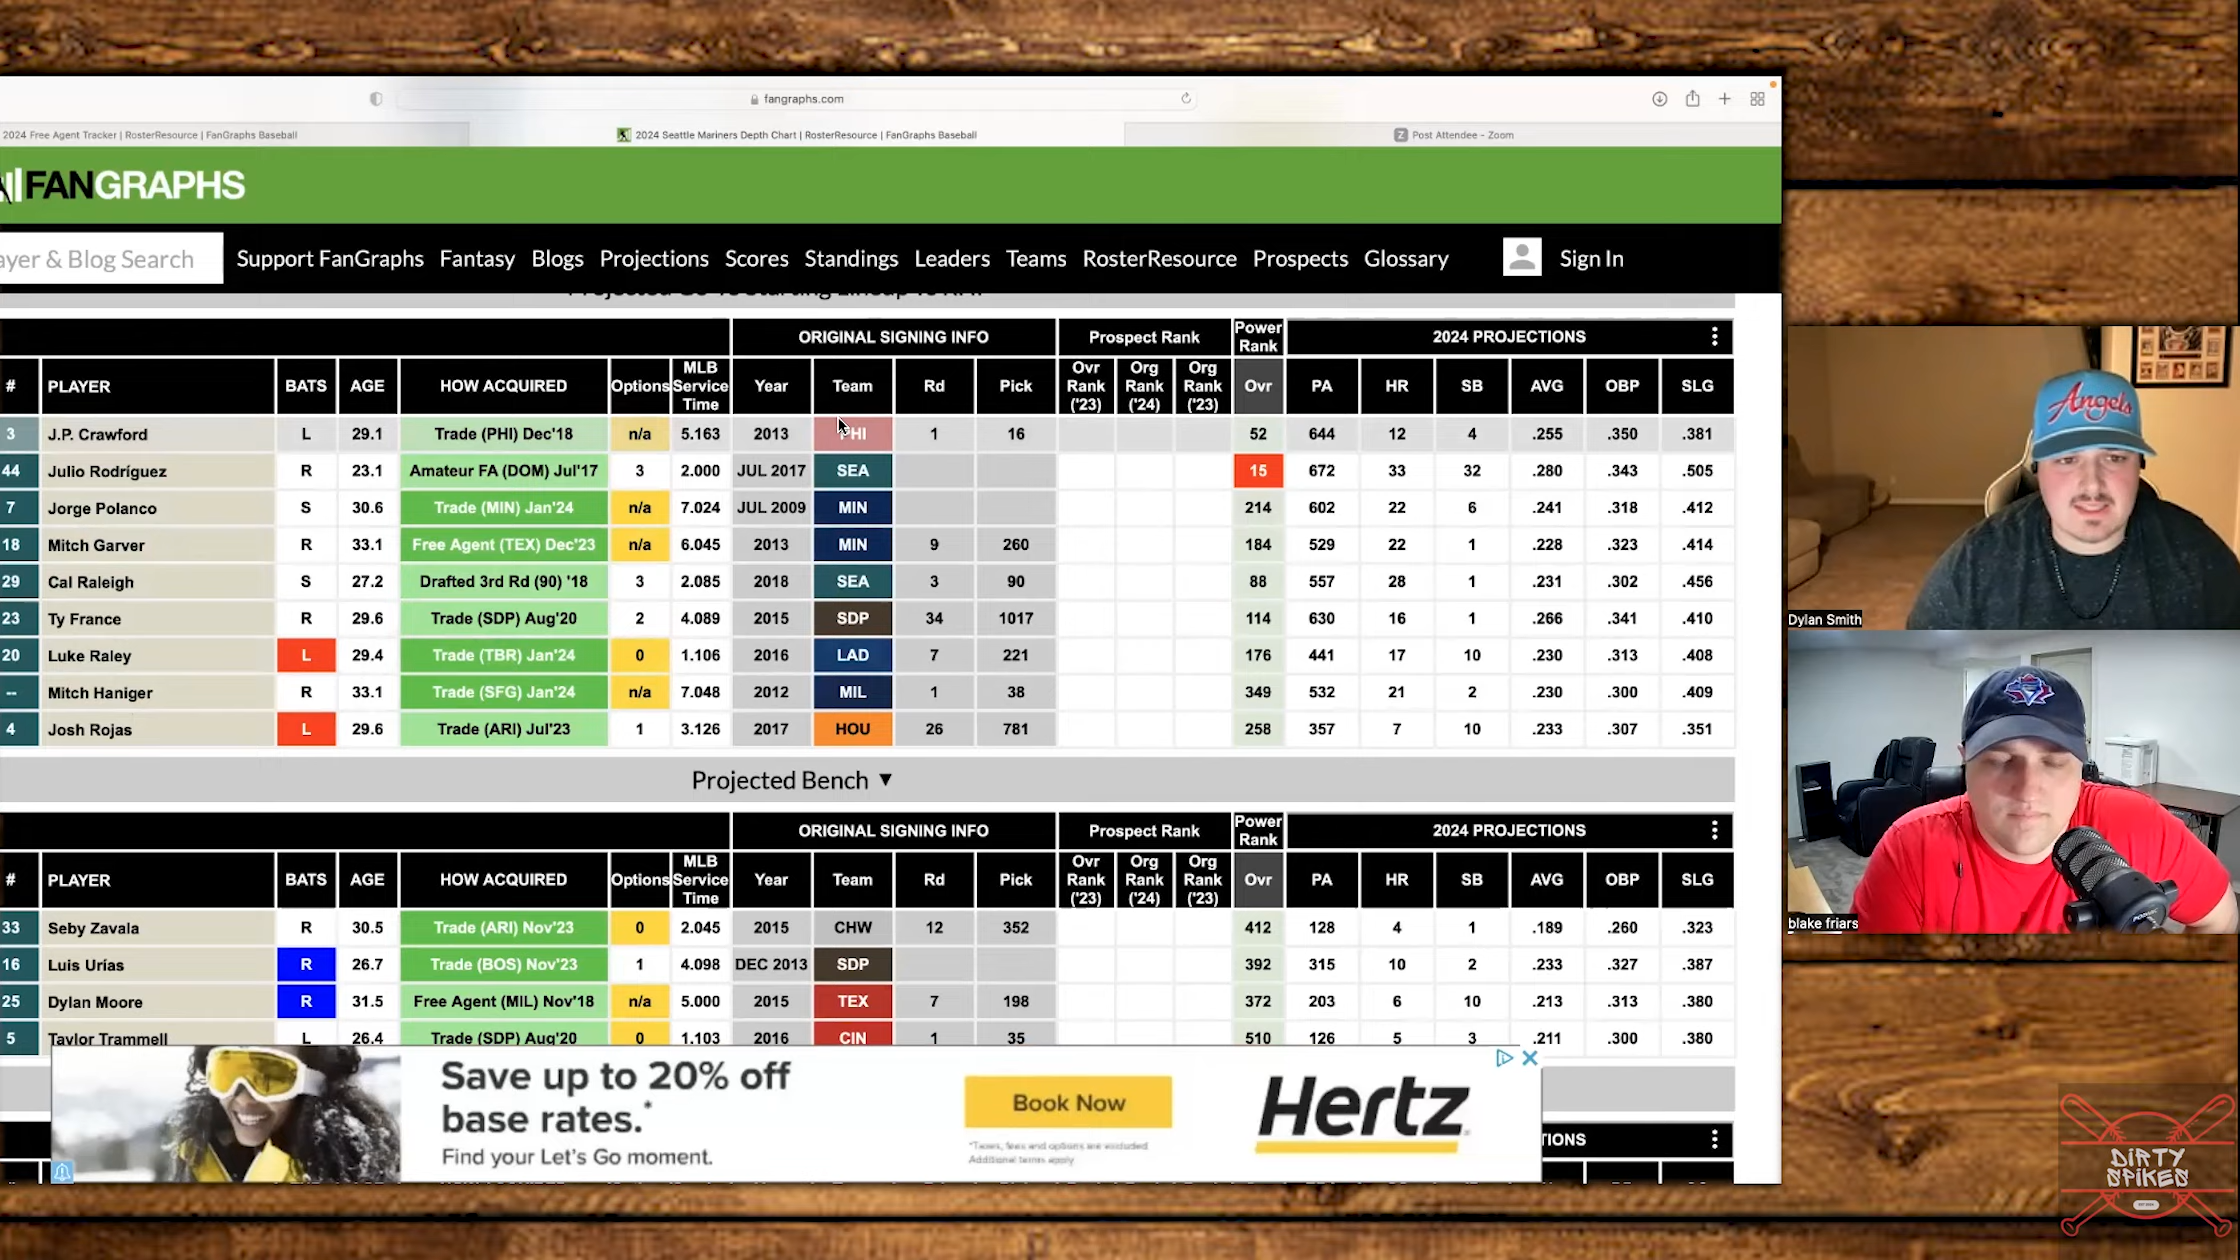 fangraphs.com
2024 Free Agent Tracker | RosterResource | FanGraphs Baseball
2024 Seattle Mariners Depth Chart | RosterResource | FanGraphs Baseball
Post Attendee - Zoom
FANGRAPHS
ayer & Blog Search Support FanGraphs Fantasy Blogs Projections Scores Standings Leaders Teams RosterResource Prospects Glossary Sign In
ORIGINAL SIGNING INFO Prospect Rank Power Rank 2024 PROJECTIONS
# PLAYER BATS AGE HOW ACQUIRED Options MLB Service Time Year Team Rd Pick Ovr Rank ('23) Org Rank ('24) Org Rank ('23) Ovr PA HR SB AVG OBP SLG
3 J.P. Crawford L 29.1 Trade (PHI) Dec'18 n/a 5.163 2013 PHI 1 16 52 644 12 4 .255 .350 .381
44 Julio Rodríguez R 23.1 Amateur FA (DOM) Jul'17 3 2.000 JUL 2017 SEA 15 672 33 32 .280 .343 .505
7 Jorge Polanco S 30.6 Trade (MIN) Jan'24 n/a 7.024 JUL 2009 MIN 214 602 22 6 .241 .318 .412
18 Mitch Garver R 33.1 Free Agent (TEX) Dec'23 n/a 6.045 2013 MIN 9 260 184 529 22 1 .228 .323 .414
29 Cal Raleigh S 27.2 Drafted 3rd Rd (90) '18 3 2.085 2018 SEA 3 90 88 557 28 1 .231 .302 .456
23 Ty France R 29.6 Trade (SDP) Aug'20 2 4.089 2015 SDP 34 1017 114 630 16 1 .266 .341 .410
20 Luke Raley L 29.4 Trade (TBR) Jan'24 0 1.106 2016 LAD 7 221 176 441 17 10 .230 .313 .408
-- Mitch Haniger R 33.1 Trade (SFG) Jan'24 n/a 7.048 2012 MIL 1 38 349 532 21 2 .230 .300 .409
4 Josh Rojas L 29.6 Trade (ARI) Jul'23 1 3.126 2017 HOU 26 781 258 357 7 10 .233 .307 .351
Projected Bench ▼
ORIGINAL SIGNING INFO Prospect Rank Power Rank 2024 PROJECTIONS
# PLAYER BATS AGE HOW ACQUIRED Options MLB Service Time Year Team Rd Pick Ovr Rank ('23) Org Rank ('24) Org Rank ('23) Ovr PA HR SB AVG OBP SLG
33 Seby Zavala R 30.5 Trade (ARI) Nov'23 0 2.045 2015 CHW 12 352 412 128 4 1 .189 .260 .323
16 Luis Urías R 26.7 Trade (BOS) Nov'23 1 4.098 DEC 2013 SDP 392 315 10 2 .233 .327 .387
25 Dylan Moore R 31.5 Free Agent (MIL) Nov'18 n/a 5.000 2015 TEX 7 198 372 203 6 10 .213 .313 .380
5 Taylor Trammell L 26.4 Trade (SDP) Aug'20 0 1.103 2016 CIN 1 35 510 126 5 3 .211 .300 .380
Save up to 20% off
base rates.*
Find your Let's Go moment.
Book Now
*Taxes, fees and options are excluded.
Additional terms apply
Hertz
TIONS
Angels
Dylan Smith
blake friars
DIRTY
SPIKES